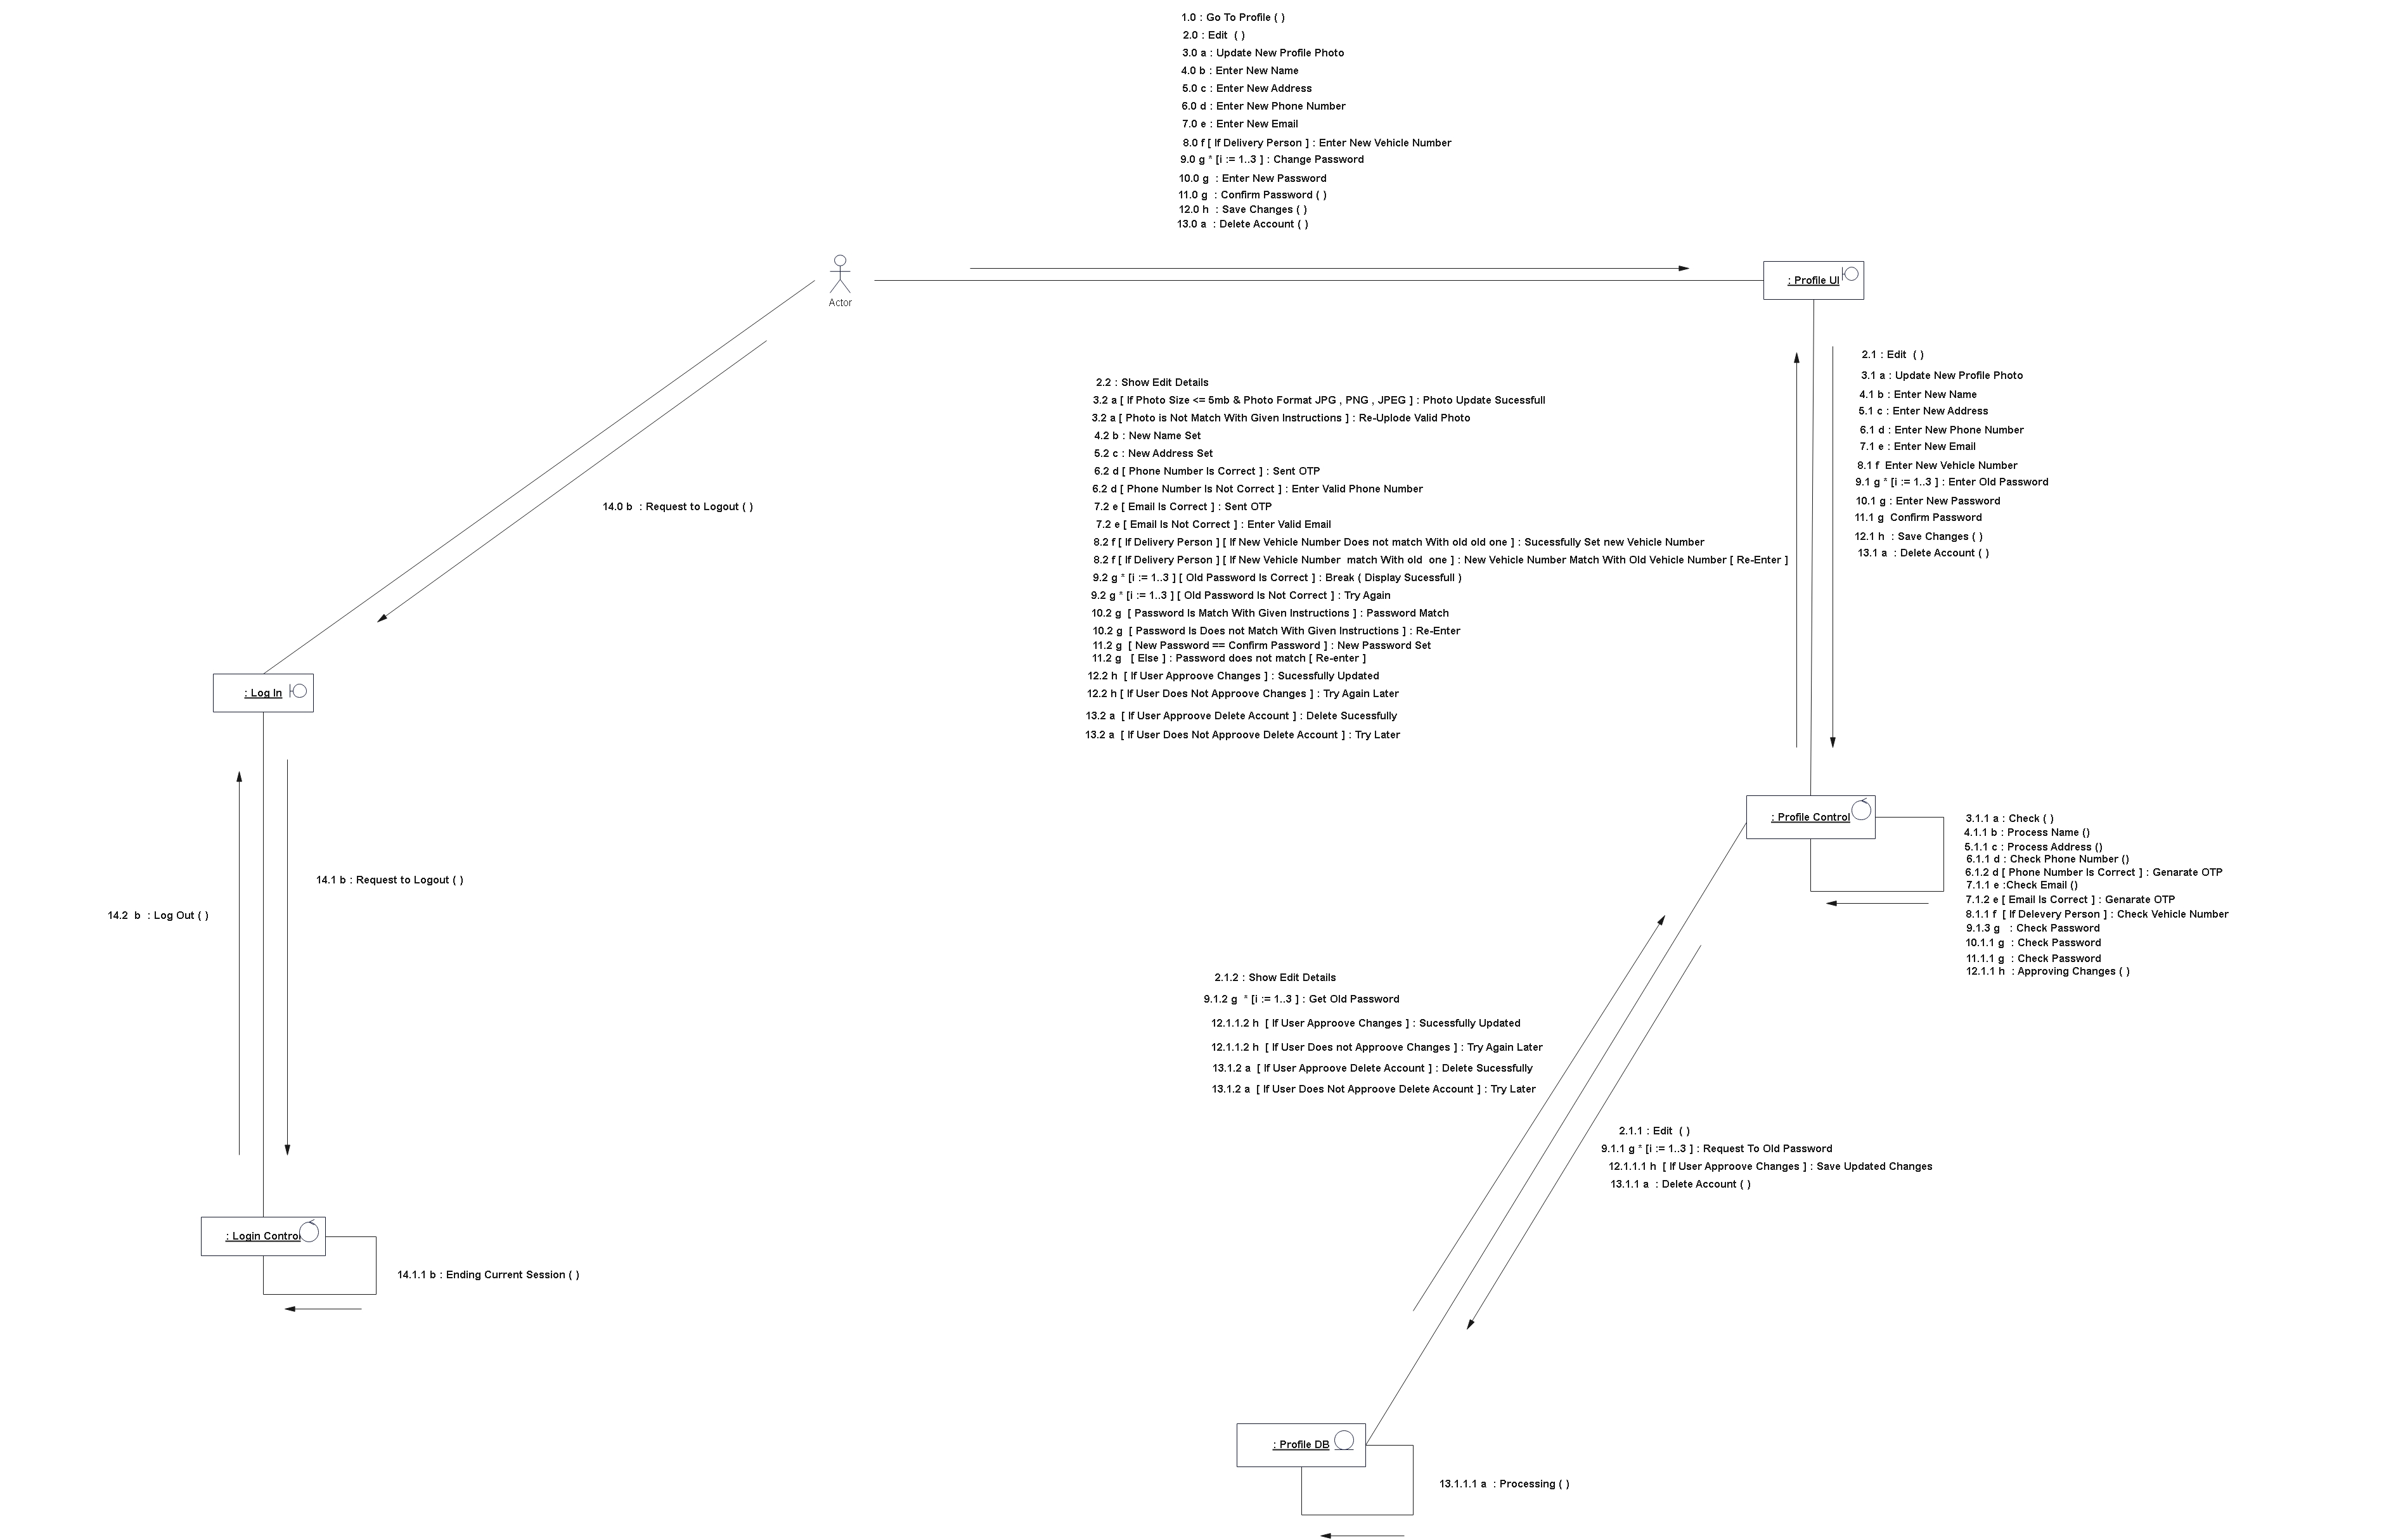 1.0 : Go To Profile ( )
2.0 : Edit ( )
3.0 a : Update New Profile Photo
4.0 b : Enter New Name
5.0 c : Enter New Address
6.0 d : Enter New Phone Number
7.0 e : Enter New Email
8.0 f [ If Delivery Person ] : Enter New Vehicle Number
9.0 g * [i := 1..3 ] : Change Password
10.0 g : Enter New Password
11.0 g : Confirm Password ( )
12.0 h : Save Changes ( )
13.0 a : Delete Account ( )
Actor
: Profile UI
2.1 : Edit ( )
3.1 a : Update New Profile Photo
4.1 b : Enter New Name
5.1 c : Enter New Address
6.1 d : Enter New Phone Number
7.1 e : Enter New Email
8.1 f Enter New Vehicle Number
9.1 g * [i := 1..3 ] : Enter Old Password
10.1 g : Enter New Password
11.1 g Confirm Password
12.1 h : Save Changes ( )
13.1 a : Delete Account ( )
2.2 : Show Edit Details
3.2 a [ If Photo Size <= 5mb & Photo Format JPG , PNG , JPEG ] : Photo Update Sucessfull
3.2 a [ Photo is Not Match With Given Instructions ] : Re-Uplode Valid Photo
4.2 b : New Name Set
5.2 c : New Address Set
6.2 d [ Phone Number Is Correct ] : Sent OTP
6.2 d [ Phone Number Is Not Correct ] : Enter Valid Phone Number
7.2 e [ Email Is Correct ] : Sent OTP
7.2 e [ Email Is Not Correct ] : Enter Valid Email
8.2 f [ If Delivery Person ] [ If New Vehicle Number Does not match With old old one ] : Sucessfully Set new Vehicle Number
8.2 f [ If Delivery Person ] [ If New Vehicle Number match With old one ] : New Vehicle Number Match With Old Vehicle Number [ Re-Enter ]
9.2 g * [i := 1..3 ] [ Old Password Is Correct ] : Break ( Display Sucessfull )
9.2 g * [i := 1..3 ] [ Old Password Is Not Correct ] : Try Again
10.2 g [ Password Is Match With Given Instructions ] : Password Match
10.2 g [ Password Is Does not Match With Given Instructions ] : Re-Enter
11.2 g [ New Password == Confirm Password ] : New Password Set
11.2 g [ Else ] : Password does not match [ Re-enter ]
12.2 h [ If User Approove Changes ] : Sucessfully Updated
12.2 h [ If User Does Not Approove Changes ] : Try Again Later
13.2 a [ If User Approove Delete Account ] : Delete Sucessfully
13.2 a [ If User Does Not Approove Delete Account ] : Try Later
14.0 b : Request to Logout ( )
: Log In
14.1 b : Request to Logout ( )
14.2 b : Log Out ( )
: Login Control
14.1.1 b : Ending Current Session ( )
: Profile Control
3.1.1 a : Check ( )
4.1.1 b : Process Name ()
5.1.1 c : Process Address ()
6.1.1 d : Check Phone Number ()
6.1.2 d [ Phone Number Is Correct ] : Genarate OTP
7.1.1 e :Check Email ()
7.1.2 e [ Email Is Correct ] : Genarate OTP
8.1.1 f [ If Delevery Person ] : Check Vehicle Number
9.1.3 g : Check Password
10.1.1 g : Check Password
11.1.1 g : Check Password
12.1.1 h : Approving Changes ( )
2.1.2 : Show Edit Details
9.1.2 g * [i := 1..3 ] : Get Old Password
12.1.1.2 h [ If User Approove Changes ] : Sucessfully Updated
12.1.1.2 h [ If User Does not Approove Changes ] : Try Again Later
13.1.2 a [ If User Approove Delete Account ] : Delete Sucessfully
13.1.2 a [ If User Does Not Approove Delete Account ] : Try Later
2.1.1 : Edit ( )
9.1.1 g * [i := 1..3 ] : Request To Old Password
12.1.1.1 h [ If User Approove Changes ] : Save Updated Changes
13.1.1 a : Delete Account ( )
: Profile DB
13.1.1.1 a : Processing ( )